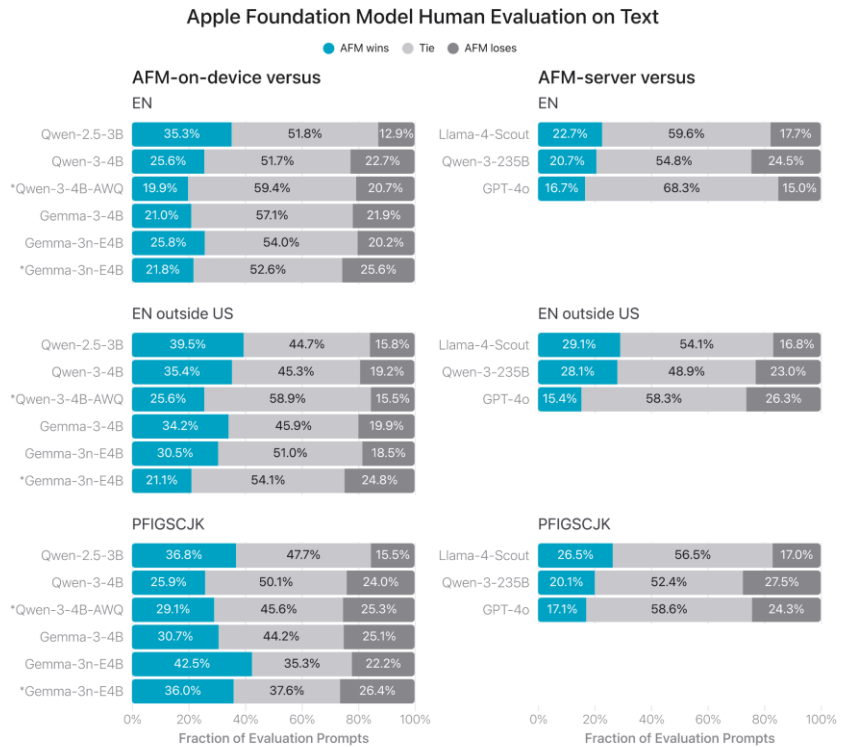 Apple Foundation Model Human Evaluation on Text
AFM wins Tie AFM loses
AFM-on-device versus
EN
Qwen-2.5-3B 35.3% 51.8% 12.9%
Qwen-3-4B 25.6% 51.7% 22.7%
*Qwen-3-4B-AWQ 19.9% 59.4% 20.7%
Gemma-3-4B 21.0% 57.1% 21.9%
Gemma-3n-E4B 25.8% 54.0% 20.2%
*Gemma-3n-E4B 21.8% 52.6% 25.6%
EN outside US
Qwen-2.5-3B 39.5% 44.7% 15.8%
Qwen-3-4B 35.4% 45.3% 19.2%
*Qwen-3-4B-AWQ 25.6% 58.9% 15.5%
Gemma-3-4B 34.2% 45.9% 19.9%
Gemma-3n-E4B 30.5% 51.0% 18.5%
*Gemma-3n-E4B 21.1% 54.1% 24.8%
PFIGSCJK
Qwen-2.5-3B 36.8% 47.7% 15.5%
Qwen-3-4B 25.9% 50.1% 24.0%
*Qwen-3-4B-AWQ 29.1% 45.6% 25.3%
Gemma-3-4B 30.7% 44.2% 25.1%
Gemma-3n-E4B 42.5% 35.3% 22.2%
*Gemma-3n-E4B 36.0% 37.6% 26.4%
0% 20% 40% 60% 80% 100%
Fraction of Evaluation Prompts
AFM-server versus
EN
Llama-4-Scout 22.7% 59.6% 17.7%
Qwen-3-235B 20.7% 54.8% 24.5%
GPT-4o 16.7% 68.3% 15.0%
EN outside US
Llama-4-Scout 29.1% 54.1% 16.8%
Qwen-3-235B 28.1% 48.9% 23.0%
GPT-4o 15.4% 58.3% 26.3%
PFIGSCJK
Llama-4-Scout 26.5% 56.5% 17.0%
Qwen-3-235B 20.1% 52.4% 27.5%
GPT-4o 17.1% 58.6% 24.3%
0% 20% 40% 60% 80% 100%
Fraction of Evaluation Prompts